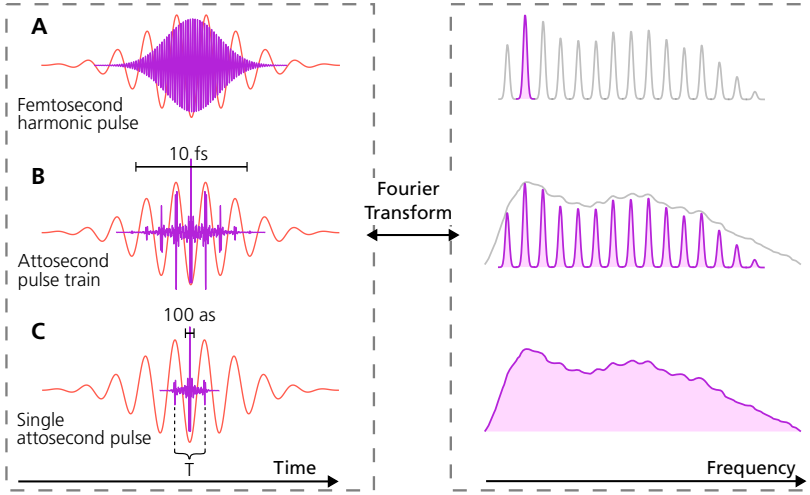 A
Femtosecond
harmonic pulse
10 fs
B
Attosecond
pulse train
100 as
C
Single
attosecond pulse
T
Time
Fourier
Transform
Frequency